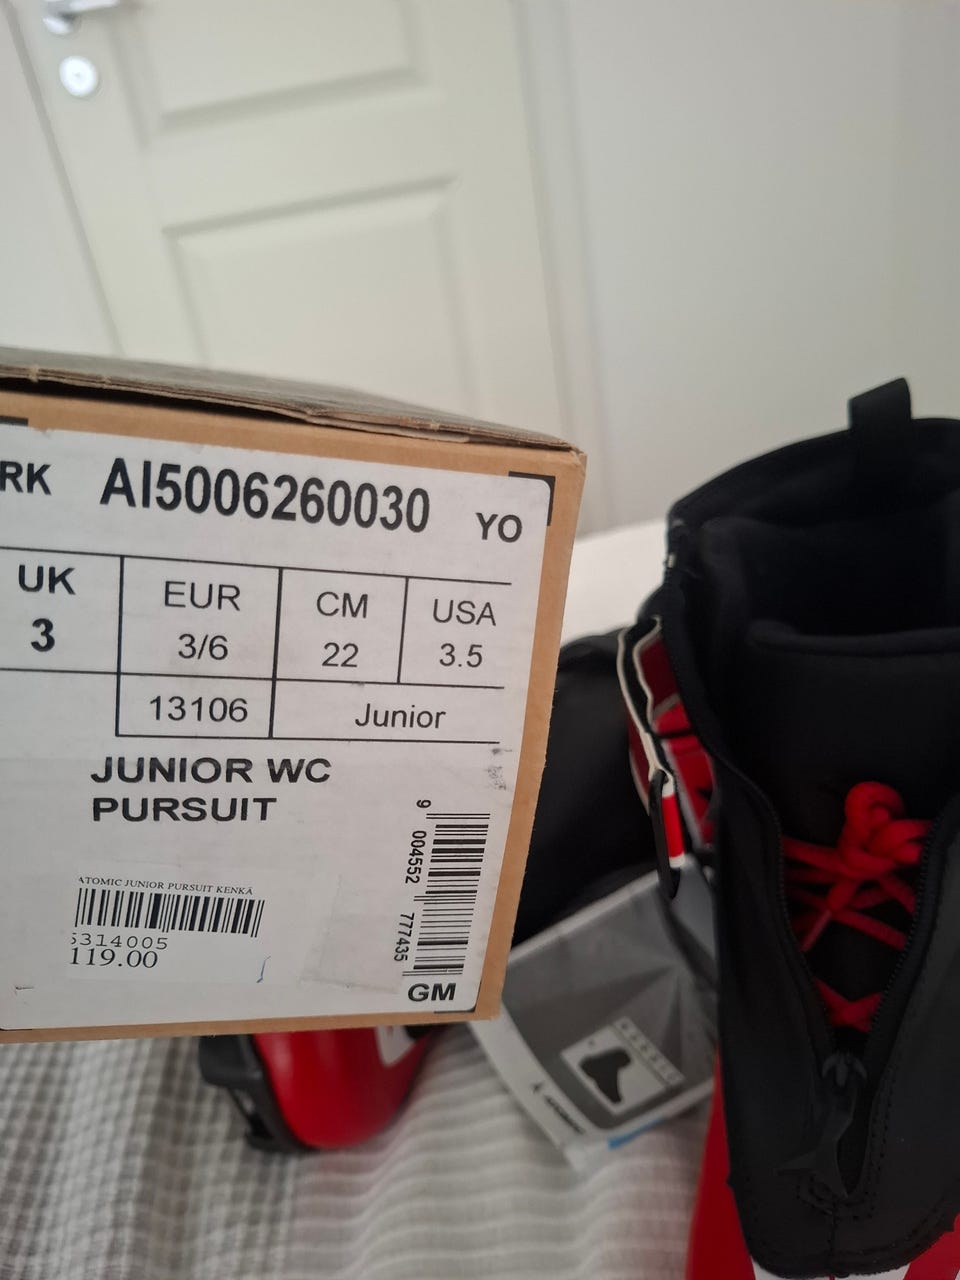 RK AI5006260030 YO
UK EUR CM USA
3 3/6 22 3.5
13106 Junior
JUNIOR WC
PURSUIT
ATOMIC JUNIOR PURSUIT KENKÄ
5314005
119.00
9 004552 777435
GM